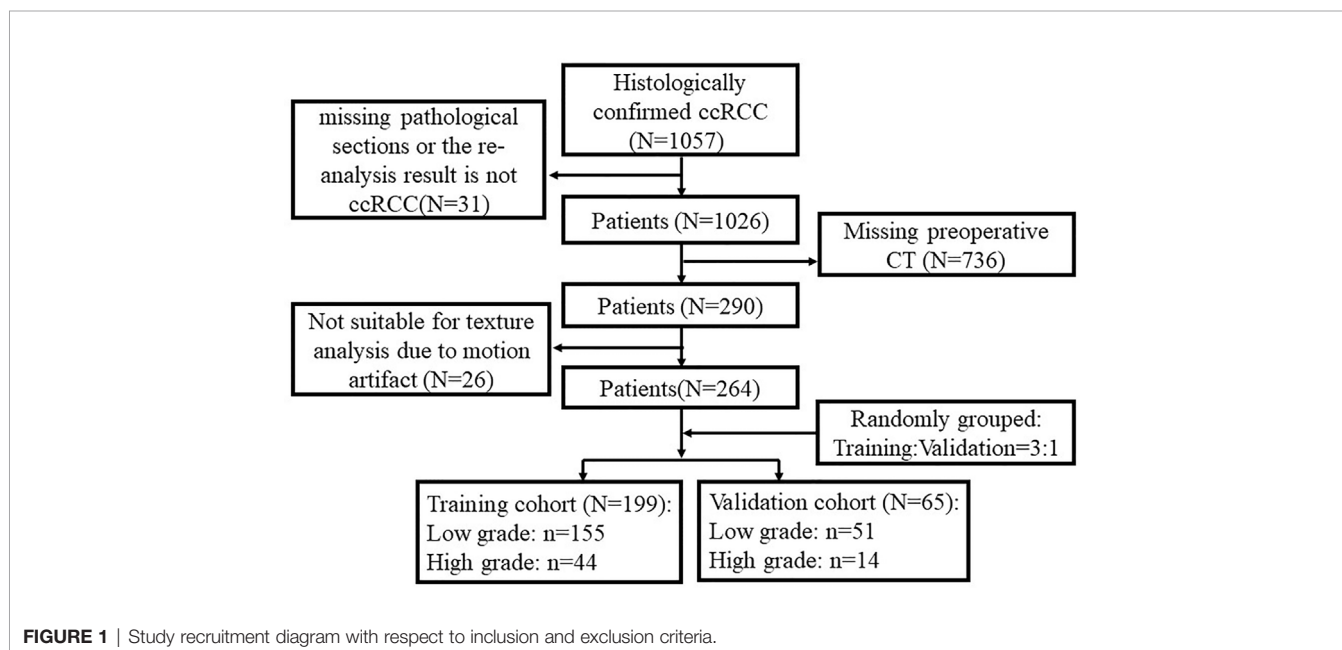 Histologically
confirmed ccRCC
(N=1057)
missing pathological
sections or the re-
analysis result is not
ccRCC(N=31)
Patients (N=1026)
Missing preoperative
CT (N=736)
Patients (N=290)
Not suitable for texture
analysis due to motion
artifact (N=26)
Patients(N=264)
Randomly grouped:
Training:Validation=3:1
Training cohort (N=199):
Low grade: n=155
High grade: n=44
Validation cohort (N=65):
Low grade: n=51
High grade: n=14
FIGURE 1 | Study recruitment diagram with respect to inclusion and exclusion criteria.